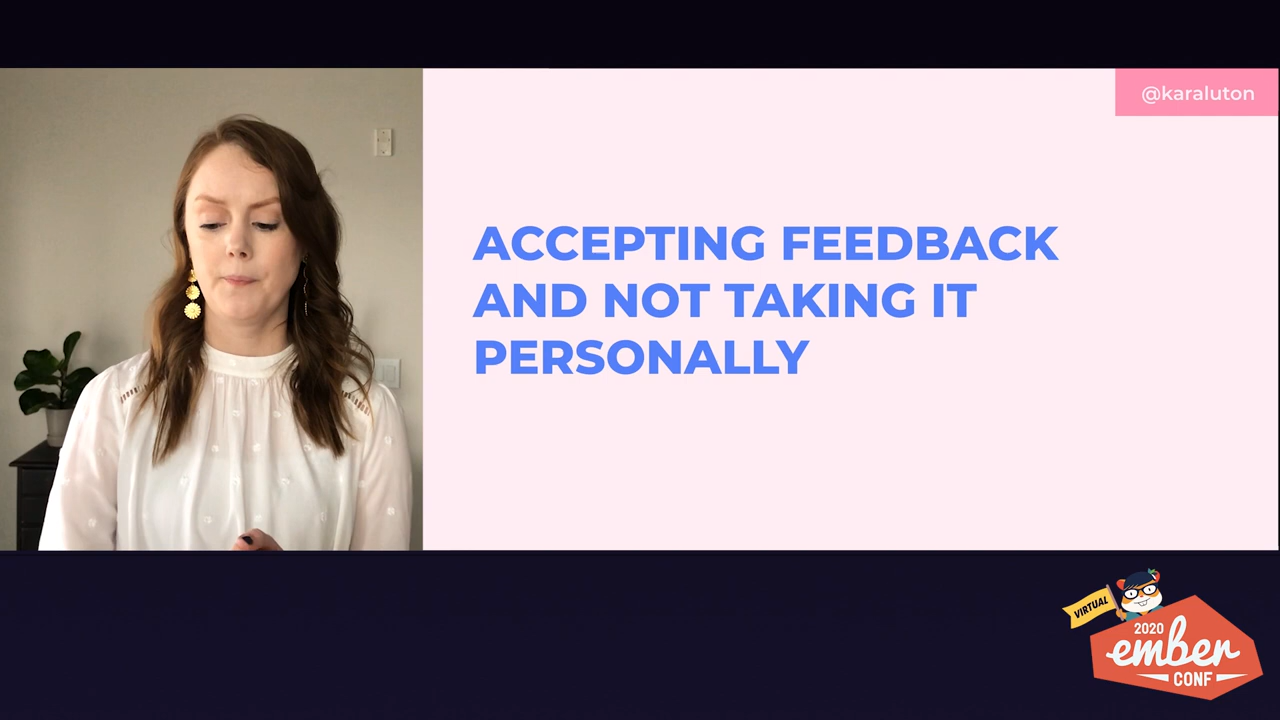 @karaluton
ACCEPTING FEEDBACK
AND NOT TAKING IT
PERSONALLY
VIRTUAL
2020
ember
CONF